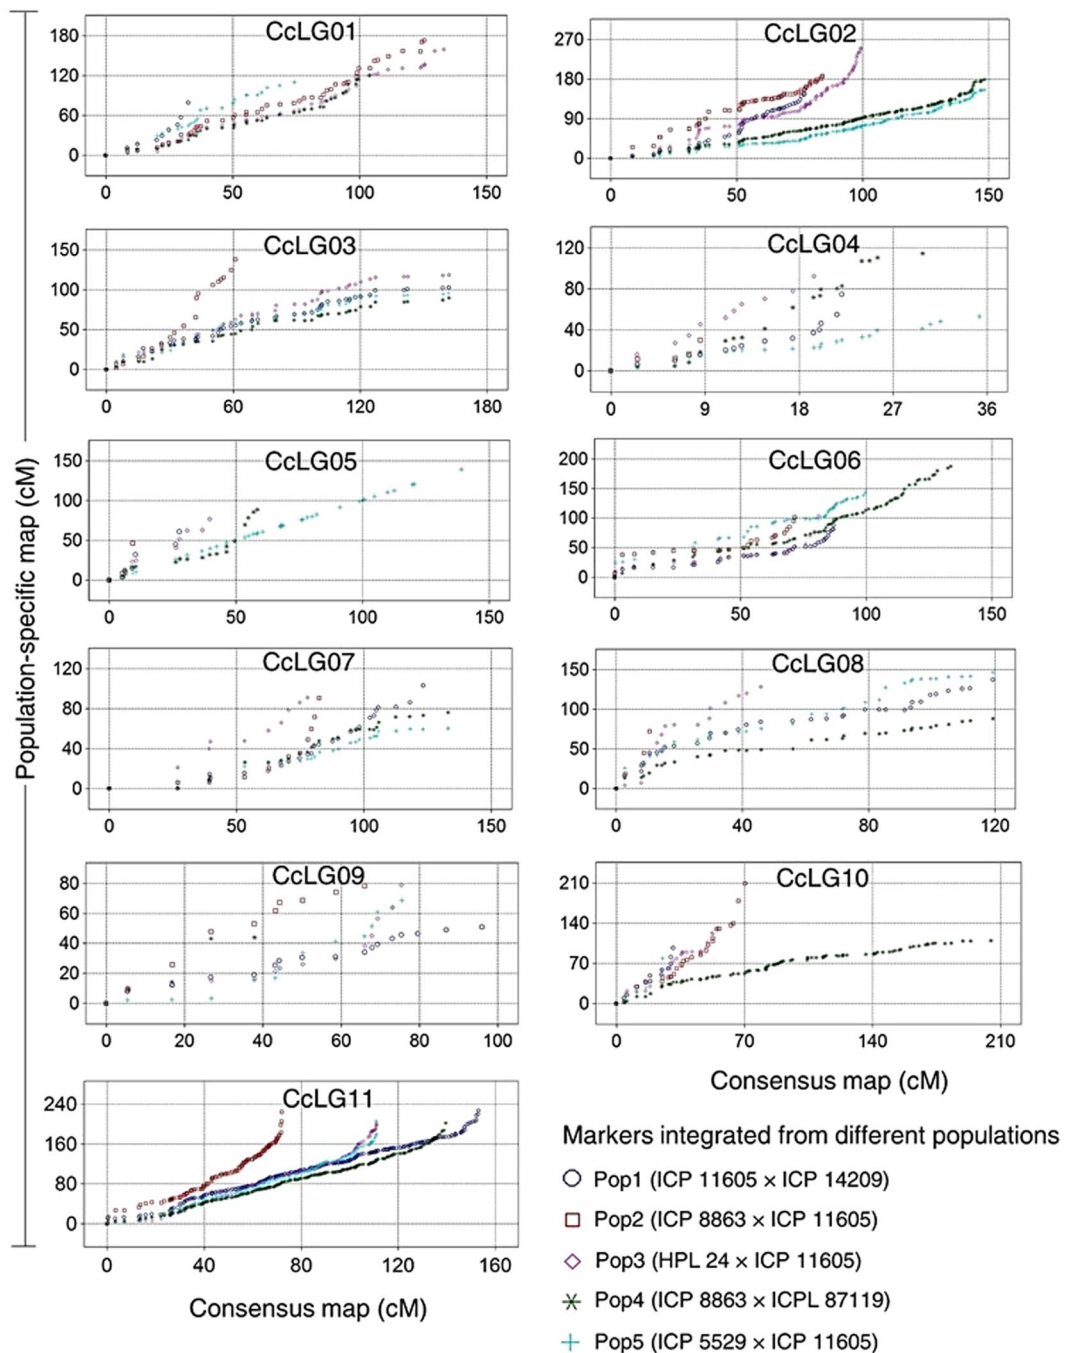 Population-specific map (cM)
CcLG01
180
120
60
0
0 50 100 150
CcLG02
270
180
90
0
0 50 100 150
CcLG03
150
100
50
0
0 60 120 180
CcLG04
120
80
40
0
0 9 18 27 36
CcLG05
150
100
50
0
0 50 100 150
CcLG06
200
150
100
50
0
0 50 100 150
CcLG07
120
80
40
0
0 50 100 150
CcLG08
150
100
50
0
0 40 80 120
CcLG09
80
60
40
20
0
0 20 40 60 80 100
CcLG10
210
140
70
0
0 70 140 210
Consensus map (cM)
CcLG11
240
160
80
0
0 40 80 120 160
Consensus map (cM)
Markers integrated from different populations
Pop1 (ICP 11605 × ICP 14209)
Pop2 (ICP 8863 × ICP 11605)
Pop3 (HPL 24 × ICP 11605)
Pop4 (ICP 8863 × ICPL 87119)
Pop5 (ICP 5529 × ICP 11605)